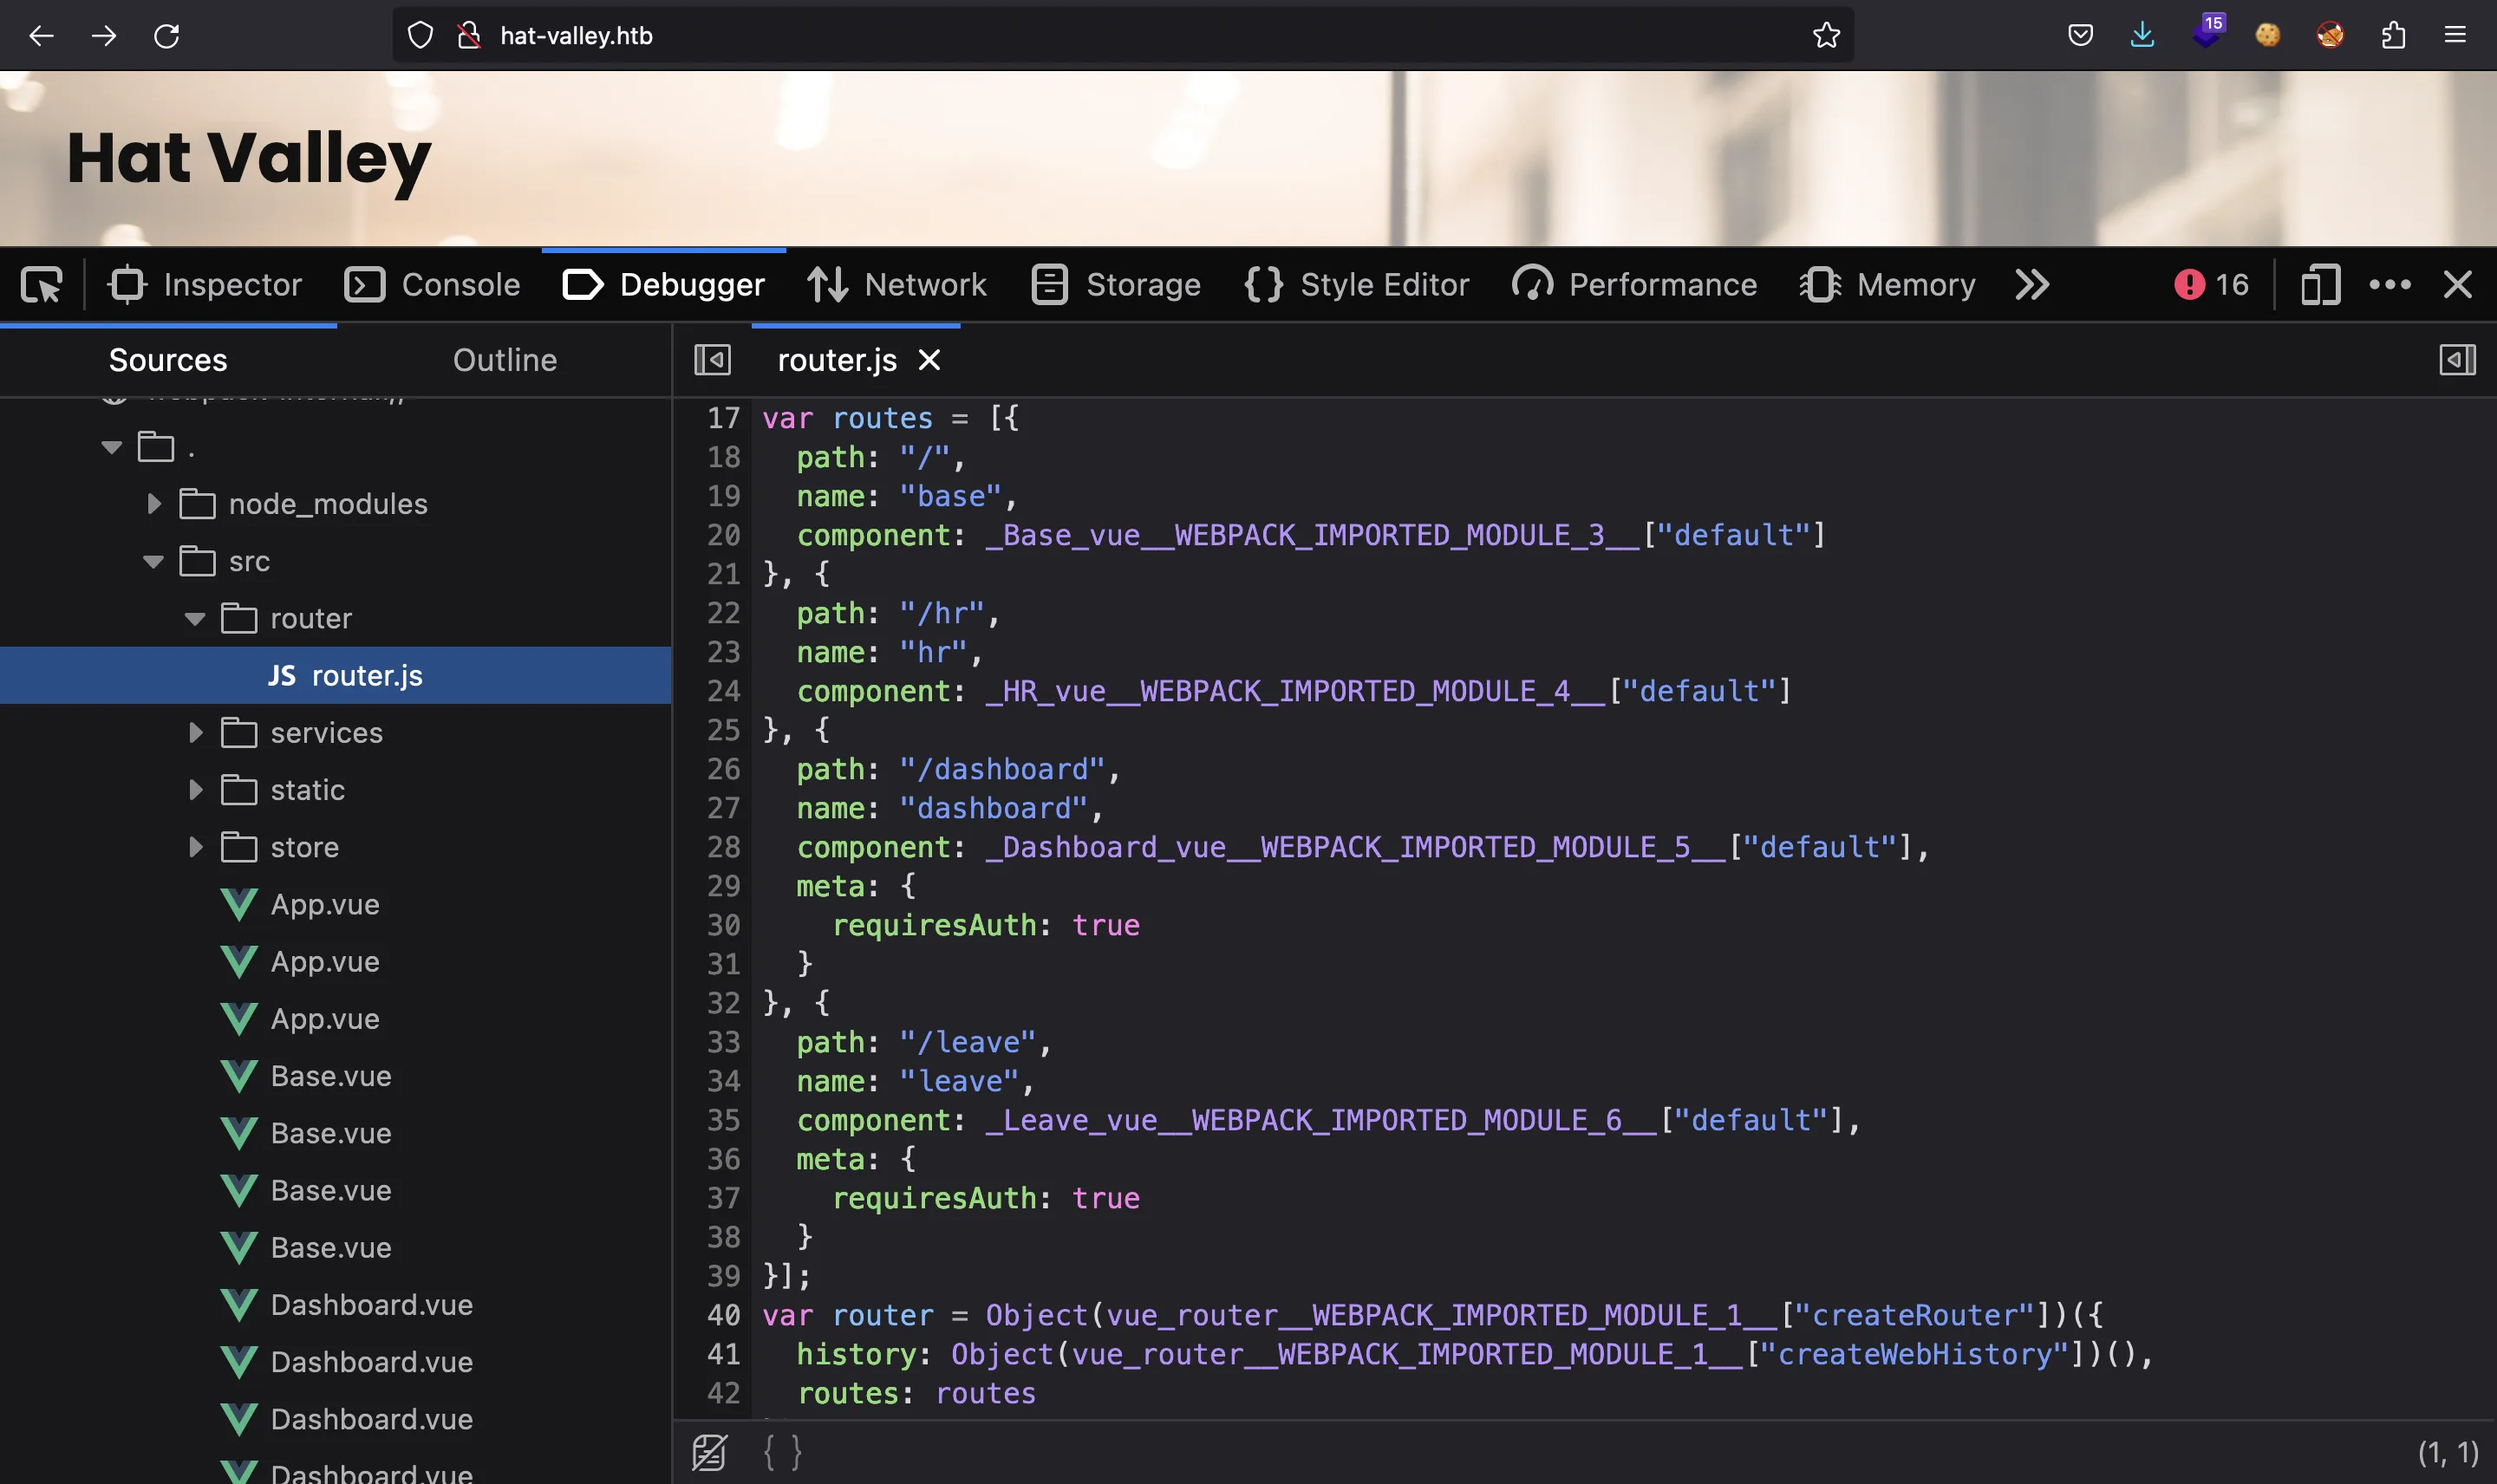 hat-valley.htb
15
Hat Valley
Inspector Console Debugger Network Storage Style Editor Performance Memory 16
Sources Outline
router.js
.
node_modules
src
router
JS router.js
services
static
store
App.vue
App.vue
App.vue
Base.vue
Base.vue
Base.vue
Base.vue
Dashboard.vue
Dashboard.vue
Dashboard.vue
Dashboard.vue
17 var routes = [{
18   path: "/",
19   name: "base",
20   component: _Base_vue__WEBPACK_IMPORTED_MODULE_3__["default"]
21 }, {
22   path: "/hr",
23   name: "hr",
24   component: _HR_vue__WEBPACK_IMPORTED_MODULE_4__["default"]
25 }, {
26   path: "/dashboard",
27   name: "dashboard",
28   component: _Dashboard_vue__WEBPACK_IMPORTED_MODULE_5__["default"],
29   meta: {
30     requiresAuth: true
31   }
32 }, {
33   path: "/leave",
34   name: "leave",
35   component: _Leave_vue__WEBPACK_IMPORTED_MODULE_6__["default"],
36   meta: {
37     requiresAuth: true
38   }
39 }];
40 var router = Object(vue_router__WEBPACK_IMPORTED_MODULE_1__["createRouter"])({
41   history: Object(vue_router__WEBPACK_IMPORTED_MODULE_1__["createWebHistory"])(),
42   routes: routes
{ }
(1, 1)